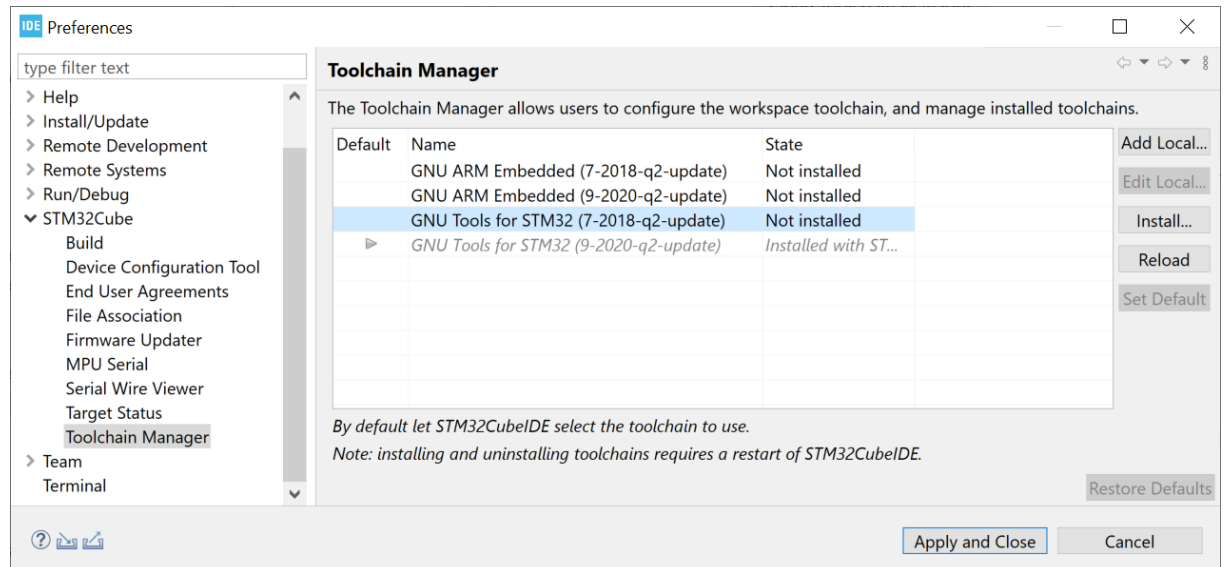 IDE Preferences
type filter text
Help
Install/Update
Remote Development
Remote Systems
Run/Debug
STM32Cube
Build
Device Configuration Tool
End User Agreements
File Association
Firmware Updater
MPU Serial
Serial Wire Viewer
Target Status
Toolchain Manager
Team
Terminal
Toolchain Manager
The Toolchain Manager allows users to configure the workspace toolchain, and manage installed toolchains.
Default Name State
GNU ARM Embedded (7-2018-q2-update) Not installed
GNU ARM Embedded (9-2020-q2-update) Not installed
GNU Tools for STM32 (7-2018-q2-update) Not installed
GNU Tools for STM32 (9-2020-q2-update) Installed with ST...
Add Local...
Edit Local...
Install...
Reload
Set Default
By default let STM32CubeIDE select the toolchain to use.
Note: installing and uninstalling toolchains requires a restart of STM32CubeIDE.
Restore Defaults
Apply and Close Cancel